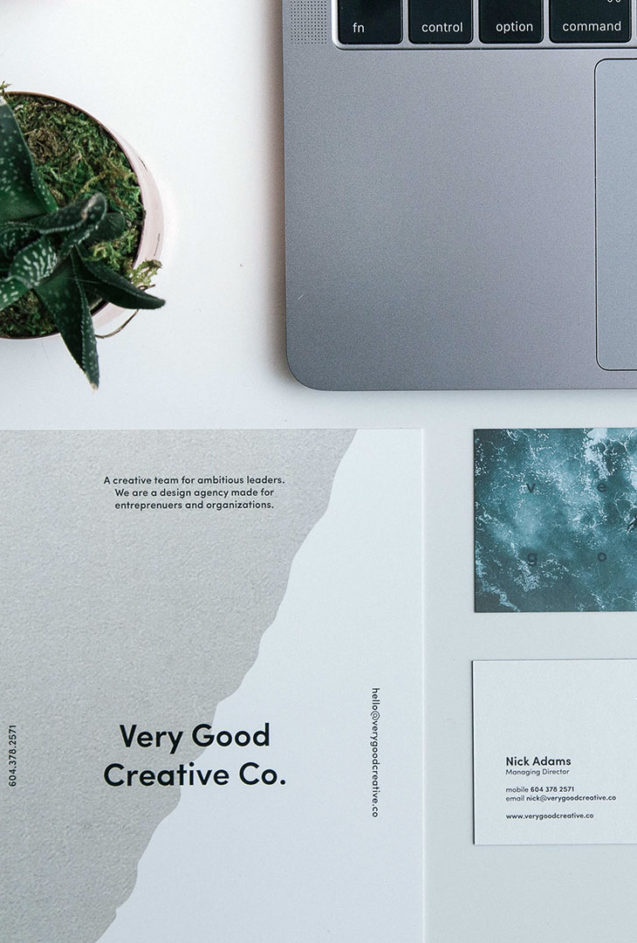 fn
control
option
command
A creative team for ambitious leaders.
We are a design agency made for
entreprenuers and organizations.
Very Good
Creative Co.
604.378.2571
hello@verygoodcreative.co
v e
g o
Nick Adams
Managing Director
mobile 604 378 2571
email nick@verygoodcreative.co
www.verygoodcreative.co